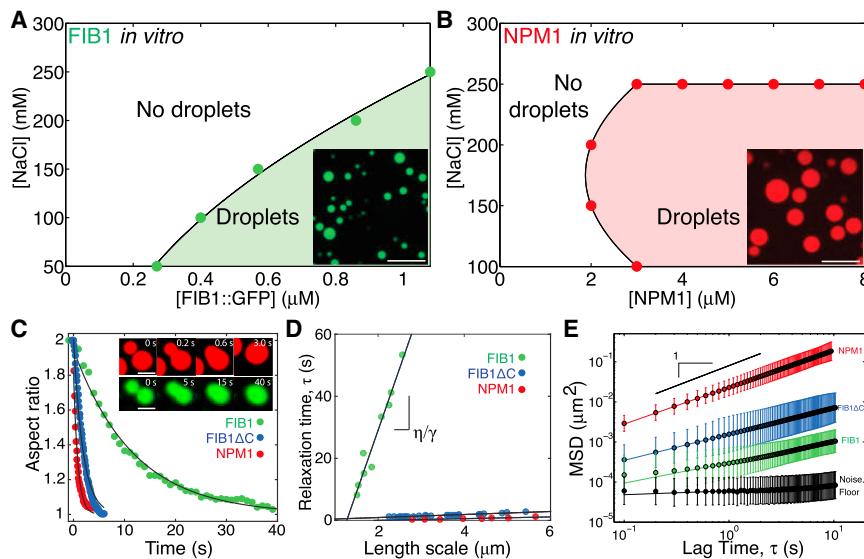 A
FIB1 in vitro
[NaCl] (mM)
300
250
200
150
100
50
No droplets
Droplets
0
0.2
0.4
0.6
0.8
1
[FIB1::GFP] (μM)
B
NPM1 in vitro
[NaCl] (mM)
300
250
200
150
100
No
droplets
Droplets
0
2
4
6
8
[NPM1] (μM)
C
Aspect ratio
2
1.8
1.6
1.4
1.2
1
0 s
0.2 s
0.6 s
3.0 s
0 s
5 s
15 s
40 s
FIB1
FIB1ΔC
NPM1
0
10
20
30
40
Time (s)
D
Relaxation time, τ (s)
60
40
20
0
FIB1
FIB1ΔC
NPM1
η/γ
2
3
4
5
6
Length scale (μm)
E
MSD (μm²)
10⁻¹
10⁻²
10⁻³
10⁻⁴
10⁻⁵
1
NPM1
FIB1ΔC
FIB1
Noise
Floor
10⁻¹
10⁰
10¹
Lag Time, τ (s)